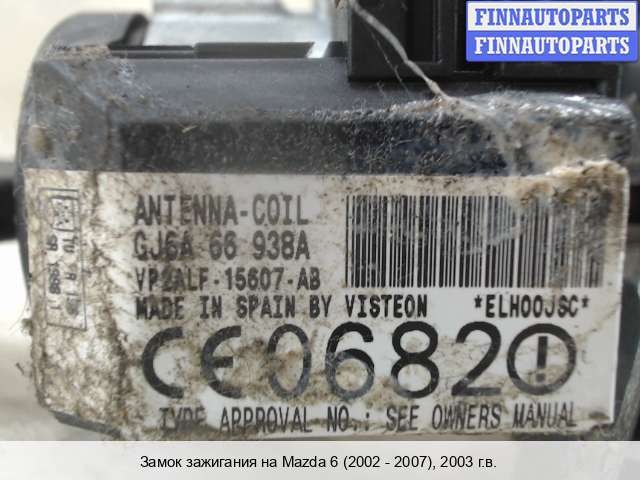 FINNAUTOPARTS
FINNAUTOPARTS
ANTENNA-COIL
GJ6A 66 938A
VP2ALF-15607-AB
MADE IN SPAIN BY VISTEON
*ELH00JSC*
CE0682
TYPE APPROVAL NO.: SEE OWNERS MANUAL
Замок зажигания на Mazda 6 (2002 - 2007), 2003 г.в.